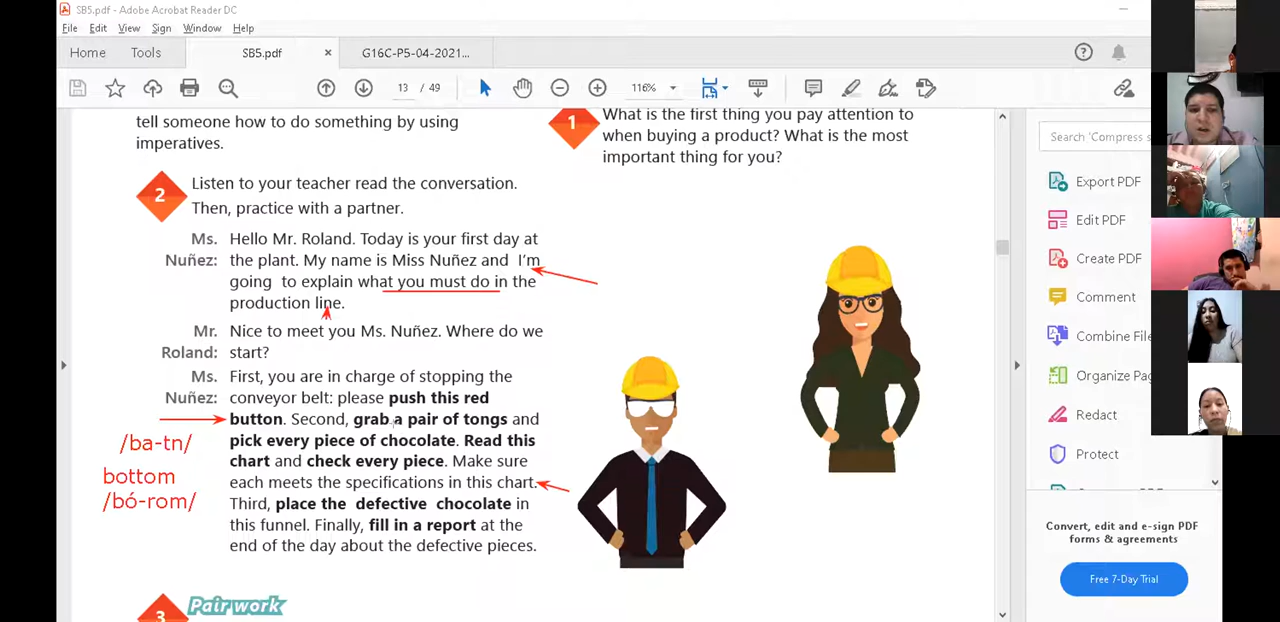 SB5.pdf - Adobe Acrobat Reader DC
File Edit View Sign Window Help
Home Tools SB5.pdf × G16C-P5-04-2021...
13 / 49 116%
tell someone how to do something by using
imperatives.
1
What is the first thing you pay attention to
when buying a product? What is the most
important thing for you?
2
Listen to your teacher read the conversation.
Then, practice with a partner.
Ms. Hello Mr. Roland. Today is your first day at
Nuñez: the plant. My name is Miss Nuñez and I'm
going to explain what you must do in the
production line.
Mr. Nice to meet you Ms. Nuñez. Where do we
Roland: start?
Ms. First, you are in charge of stopping the
Nuñez: conveyor belt: please push this red
button. Second, grab a pair of tongs and
pick every piece of chocolate. Read this
chart and check every piece. Make sure
each meets the specifications in this chart.
Third, place the defective chocolate in
this funnel. Finally, fill in a report at the
end of the day about the defective pieces.
/ba-tn/
bottom
/bó-rom/
3
Pair work
Search 'Compress
Export PDF
Edit PDF
Create PDF
Comment
Combine File
Organize Pag
Redact
Protect
Convert, edit and e-sign PDF
forms & agreements
Free 7-Day Trial